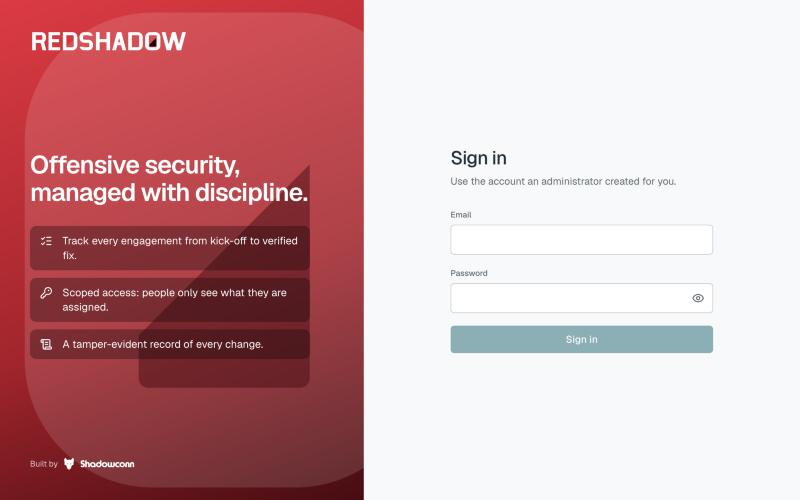 REDSHADOW
Offensive security,
managed with discipline.
Track every engagement from kick-off to verified
fix.
Scoped access: people only see what they are
assigned.
A tamper-evident record of every change.
Built by Shadowconn
Sign in
Use the account an administrator created for you.
Email
Password
Sign in